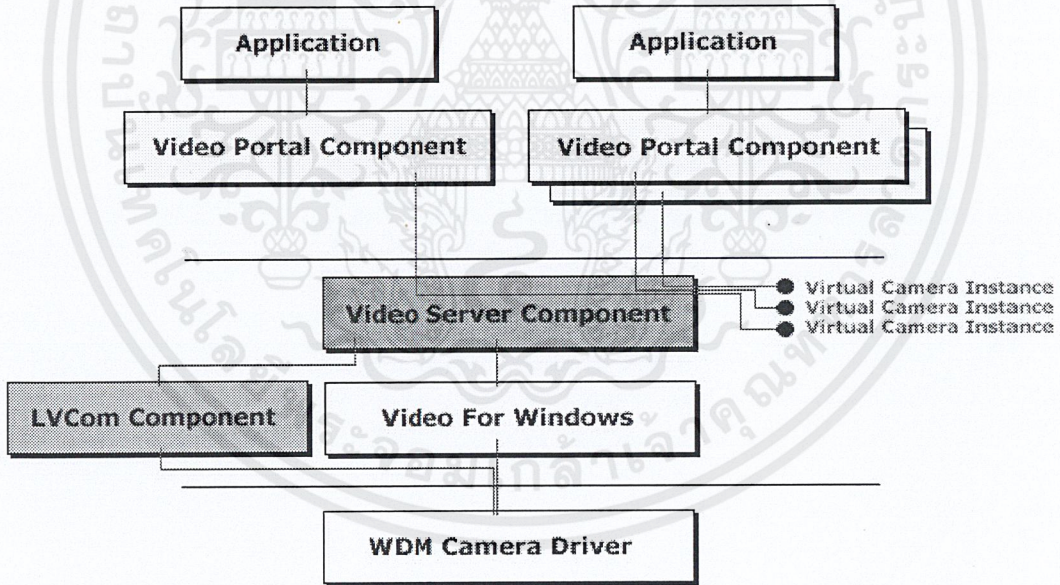 Application
Application
Video Portal Component
Video Portal Component
Virtual Camera Instance
Virtual Camera Instance
Virtual Camera Instance
Video Server Component
LVCom Component
Video For Windows
WDM Camera Driver